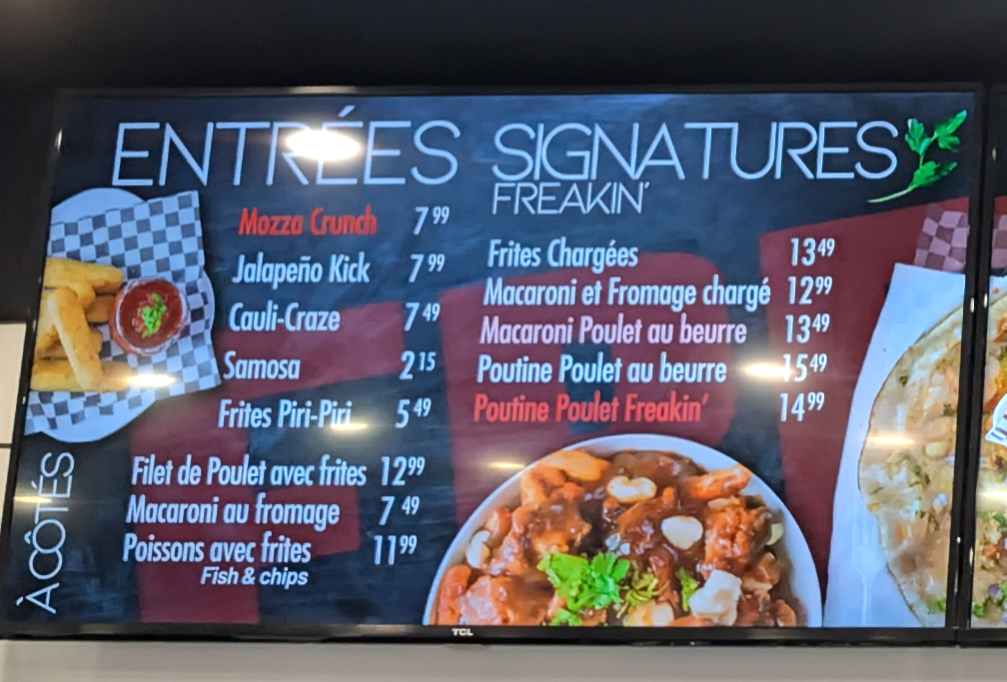 ENTRÉES
Mozza Crunch 7 99
Jalapeño Kick 7 99
Cauli-Craze 7 49
Samosa 2 15
Frites Piri-Piri 5 49
À CÔTÉS
Filet de Poulet avec frites 12 99
Macaroni au fromage 7 49
Poissons avec frites 11 99
Fish & chips
SIGNATURES
FREAKIN'
Frites Chargées 13 49
Macaroni et Fromage chargé 12 99
Macaroni Poulet au beurre 13 49
Poutine Poulet au beurre 15 49
Poutine Poulet Freakin' 14 99
TCL